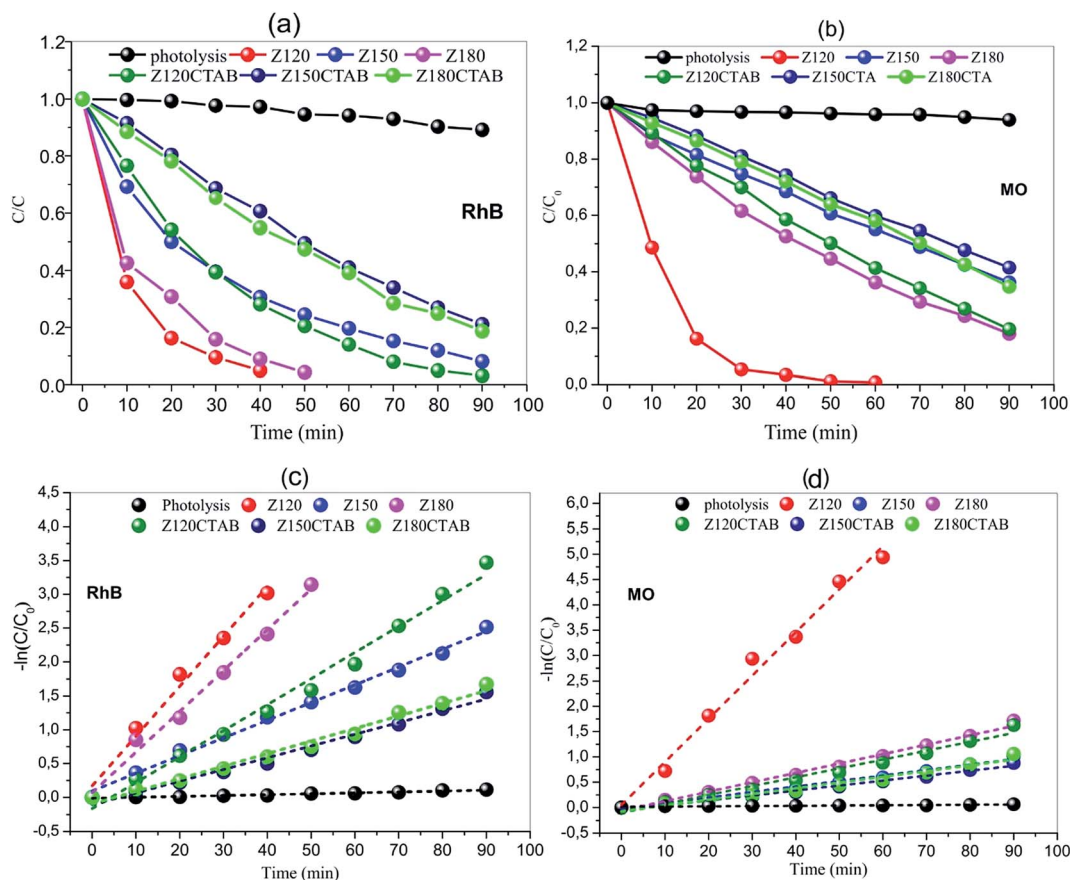 (a)
photolysis Z120 Z150 Z180
Z120CTAB Z150CTAB Z180CTAB
1,2
1,0
0.8
0.6
0.4
0.2
0.0
C/C
RhB
0 10 20 30 40 50 60 70 80 90 100
Time (min)
(b)
photolysis Z120 Z150 Z180
Z120CTAB Z150CTA Z180CTA
1,2
1,0
0,8
0,6
0,4
0,2
0,0
C/C0
MO
0 10 20 30 40 50 60 70 80 90 100
Time (min)
(c)
Photolysis Z120 Z150 Z180
Z120CTAB Z150CTAB Z180CTAB
4,5
4,0
3,5
3,0
2,5
2,0
1,5
1,0
0,5
0,0
-0,5
-ln(C/C0)
RhB
0 10 20 30 40 50 60 70 80 90
Time (min)
(d)
photolysis Z120 Z150 Z180
Z120CTAB Z150CTAB Z180CTAB
6,0
5,5
5,0
4,5
4,0
3,5
3,0
2,5
2,0
1,5
1,0
0,5
0,0
-0,5
-ln(C/C0)
MO
0 10 20 30 40 50 60 70 80 90 100
Time (min)